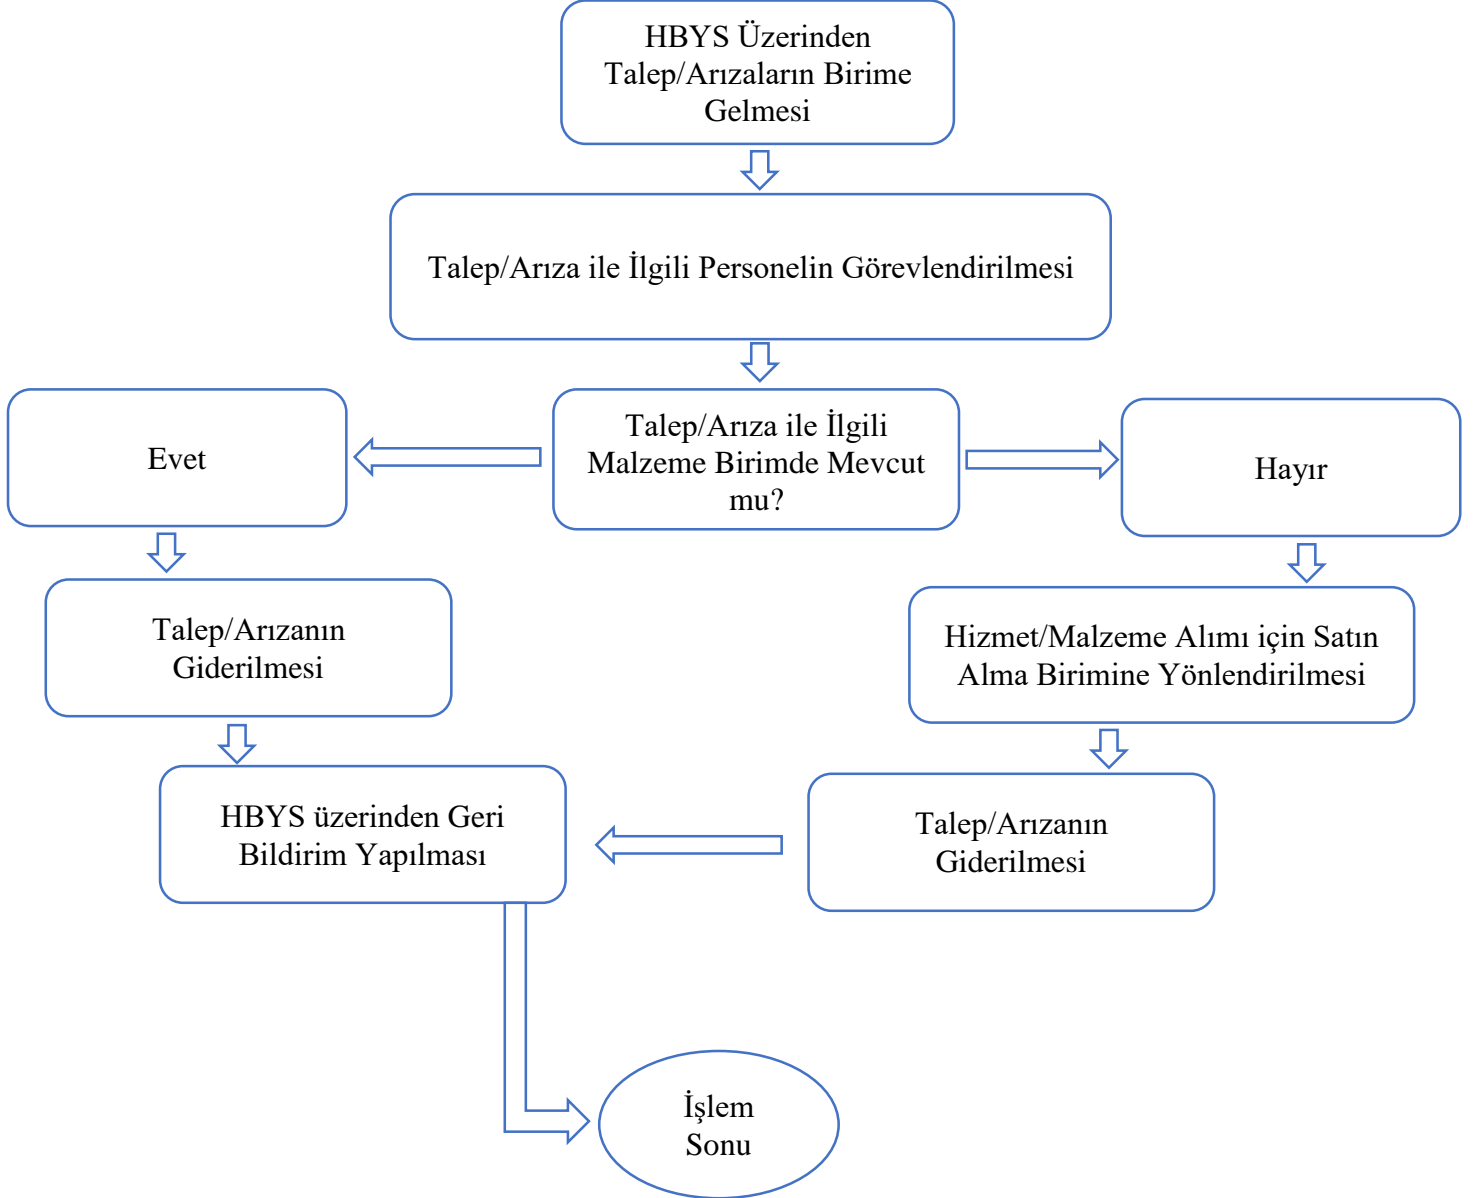 HBYS Üzerinden
Talep/Arızaların Birime
Gelmesi
Talep/Arıza ile İlgili Personelin Görevlendirilmesi
Evet
Talep/Arıza ile İlgili
Malzeme Birimde Mevcut
mu?
Hayır
Talep/Arızanın
Giderilmesi
Hizmet/Malzeme Alımı için Satın
Alma Birimine Yönlendirilmesi
HBYS üzerinden Geri
Bildirim Yapılması
Talep/Arızanın
Giderilmesi
İşlem
Sonu